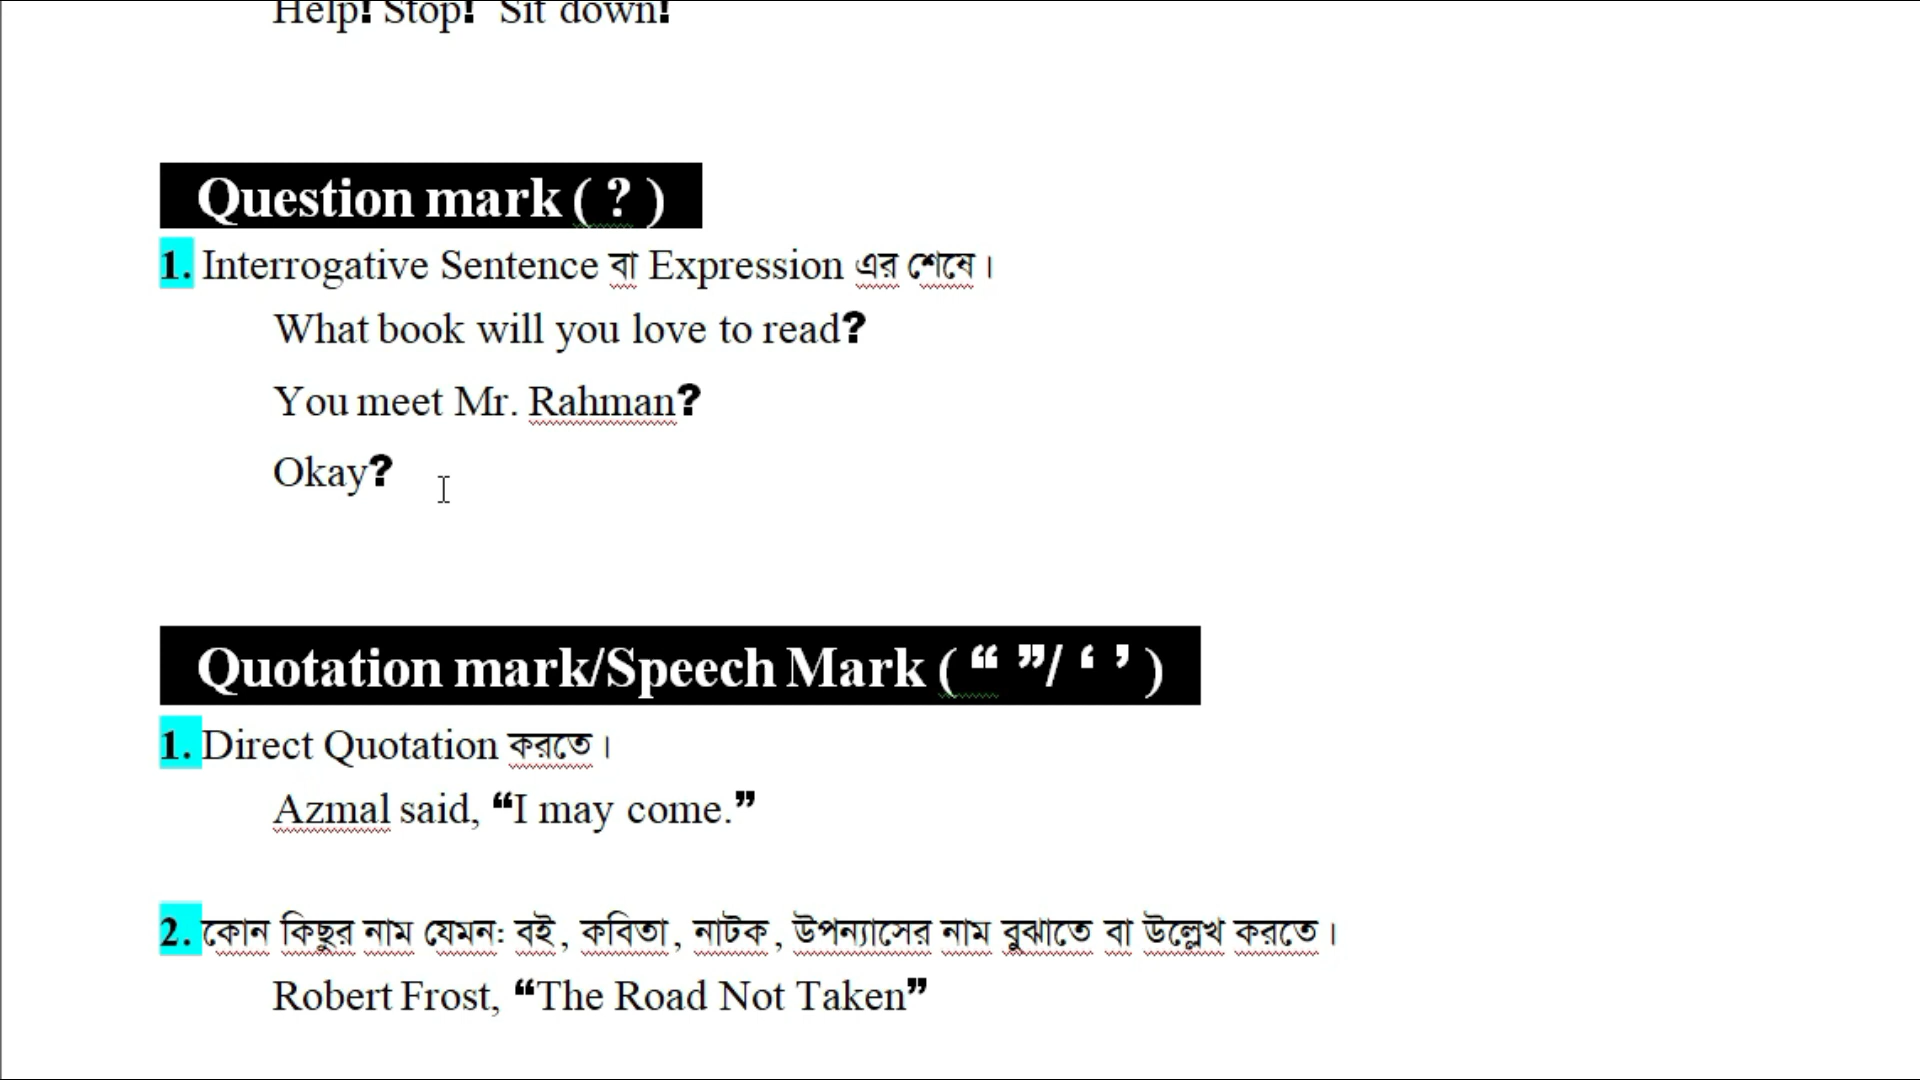 Help! Stop! Sit down!
Question mark ( ? )
1. Interrogative Sentence বা Expression এর শেষে।
What book will you love to read?
You meet Mr. Rahman?
Okay?
Quotation mark/Speech Mark ( “ ”/ ‘ ’ )
1. Direct Quotation করতে।
Azmal said, “I may come.”
2. কোন কিছুর নাম যেমন: বই, কবিতা, নাটক, উপন্যাসের নাম বুঝাতে বা উল্লেখ করতে।
Robert Frost, “The Road Not Taken”